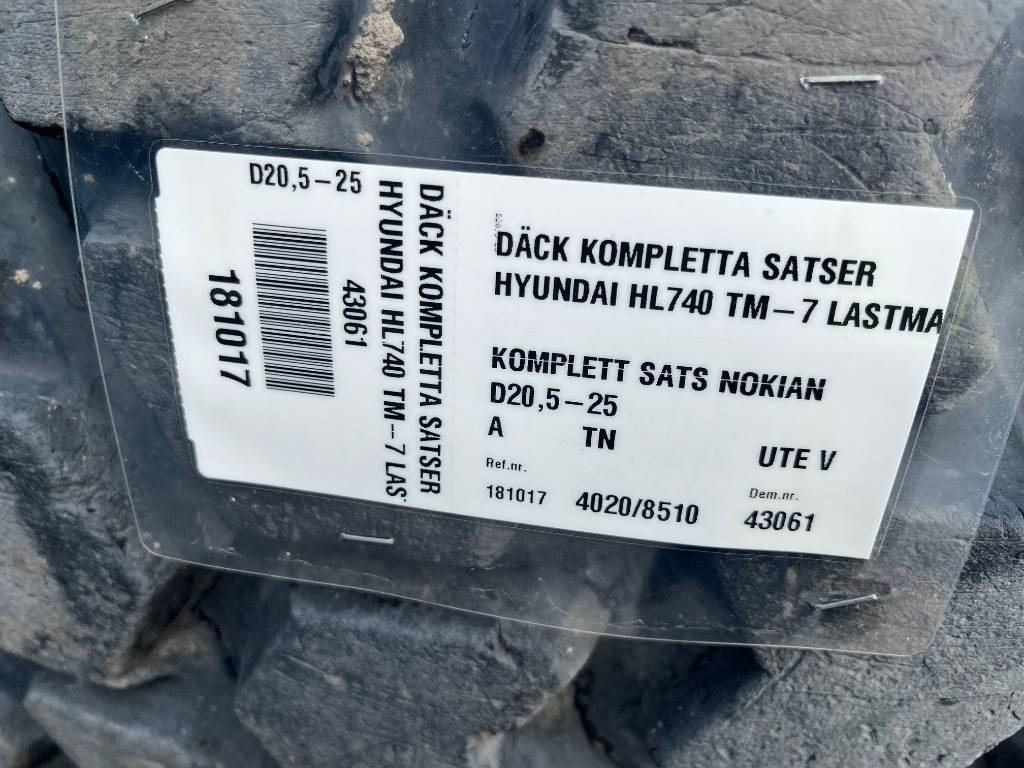 D20,5-25
181017
43061
DÄCK KOMPLETTA SATSER
HYUNDAI HL740 TM-7 LAS
DÄCK KOMPLETTA SATSER
HYUNDAI HL740 TM-7 LASTMA
KOMPLETT SATS NOKIAN
D20,5-25
A TN UTE V
Ref.nr. Dem.nr.
181017 4020/8510 43061